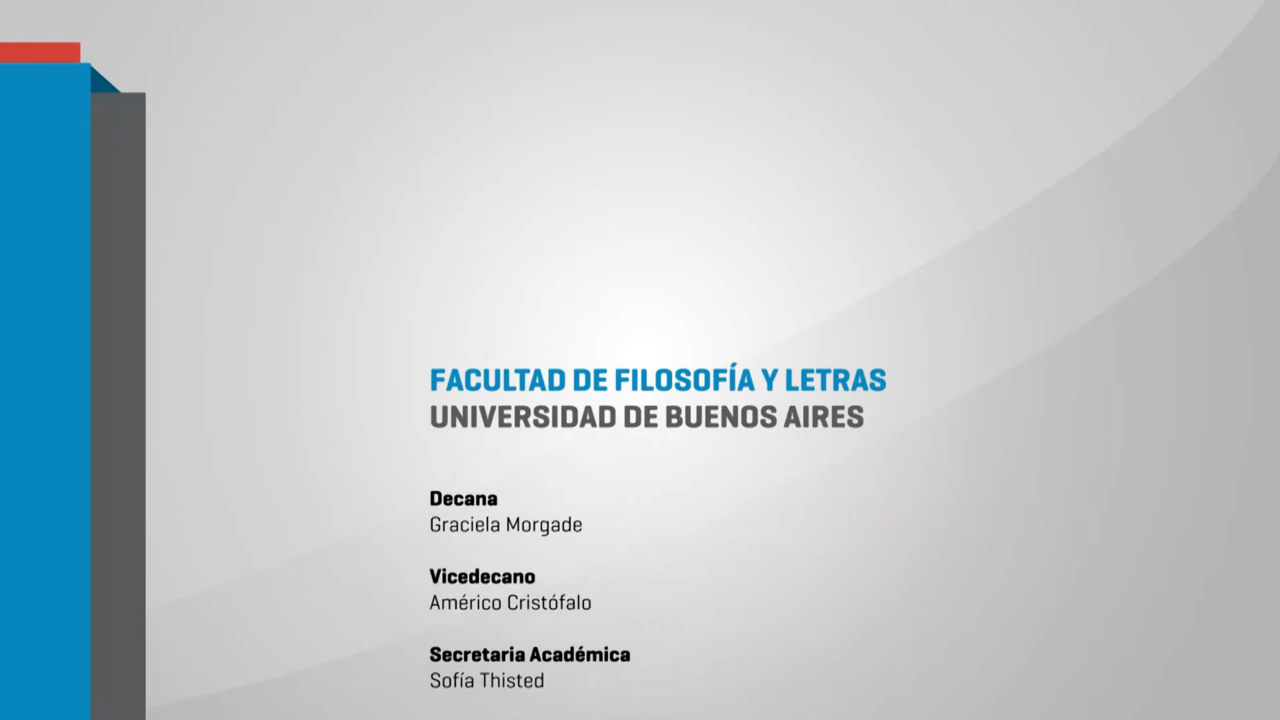 FACULTAD DE FILOSOFÍA Y LETRAS
UNIVERSIDAD DE BUENOS AIRES
Decana
Graciela Morgade
Vicedecano
Américo Cristófalo
Secretaria Académica
Sofía Thisted